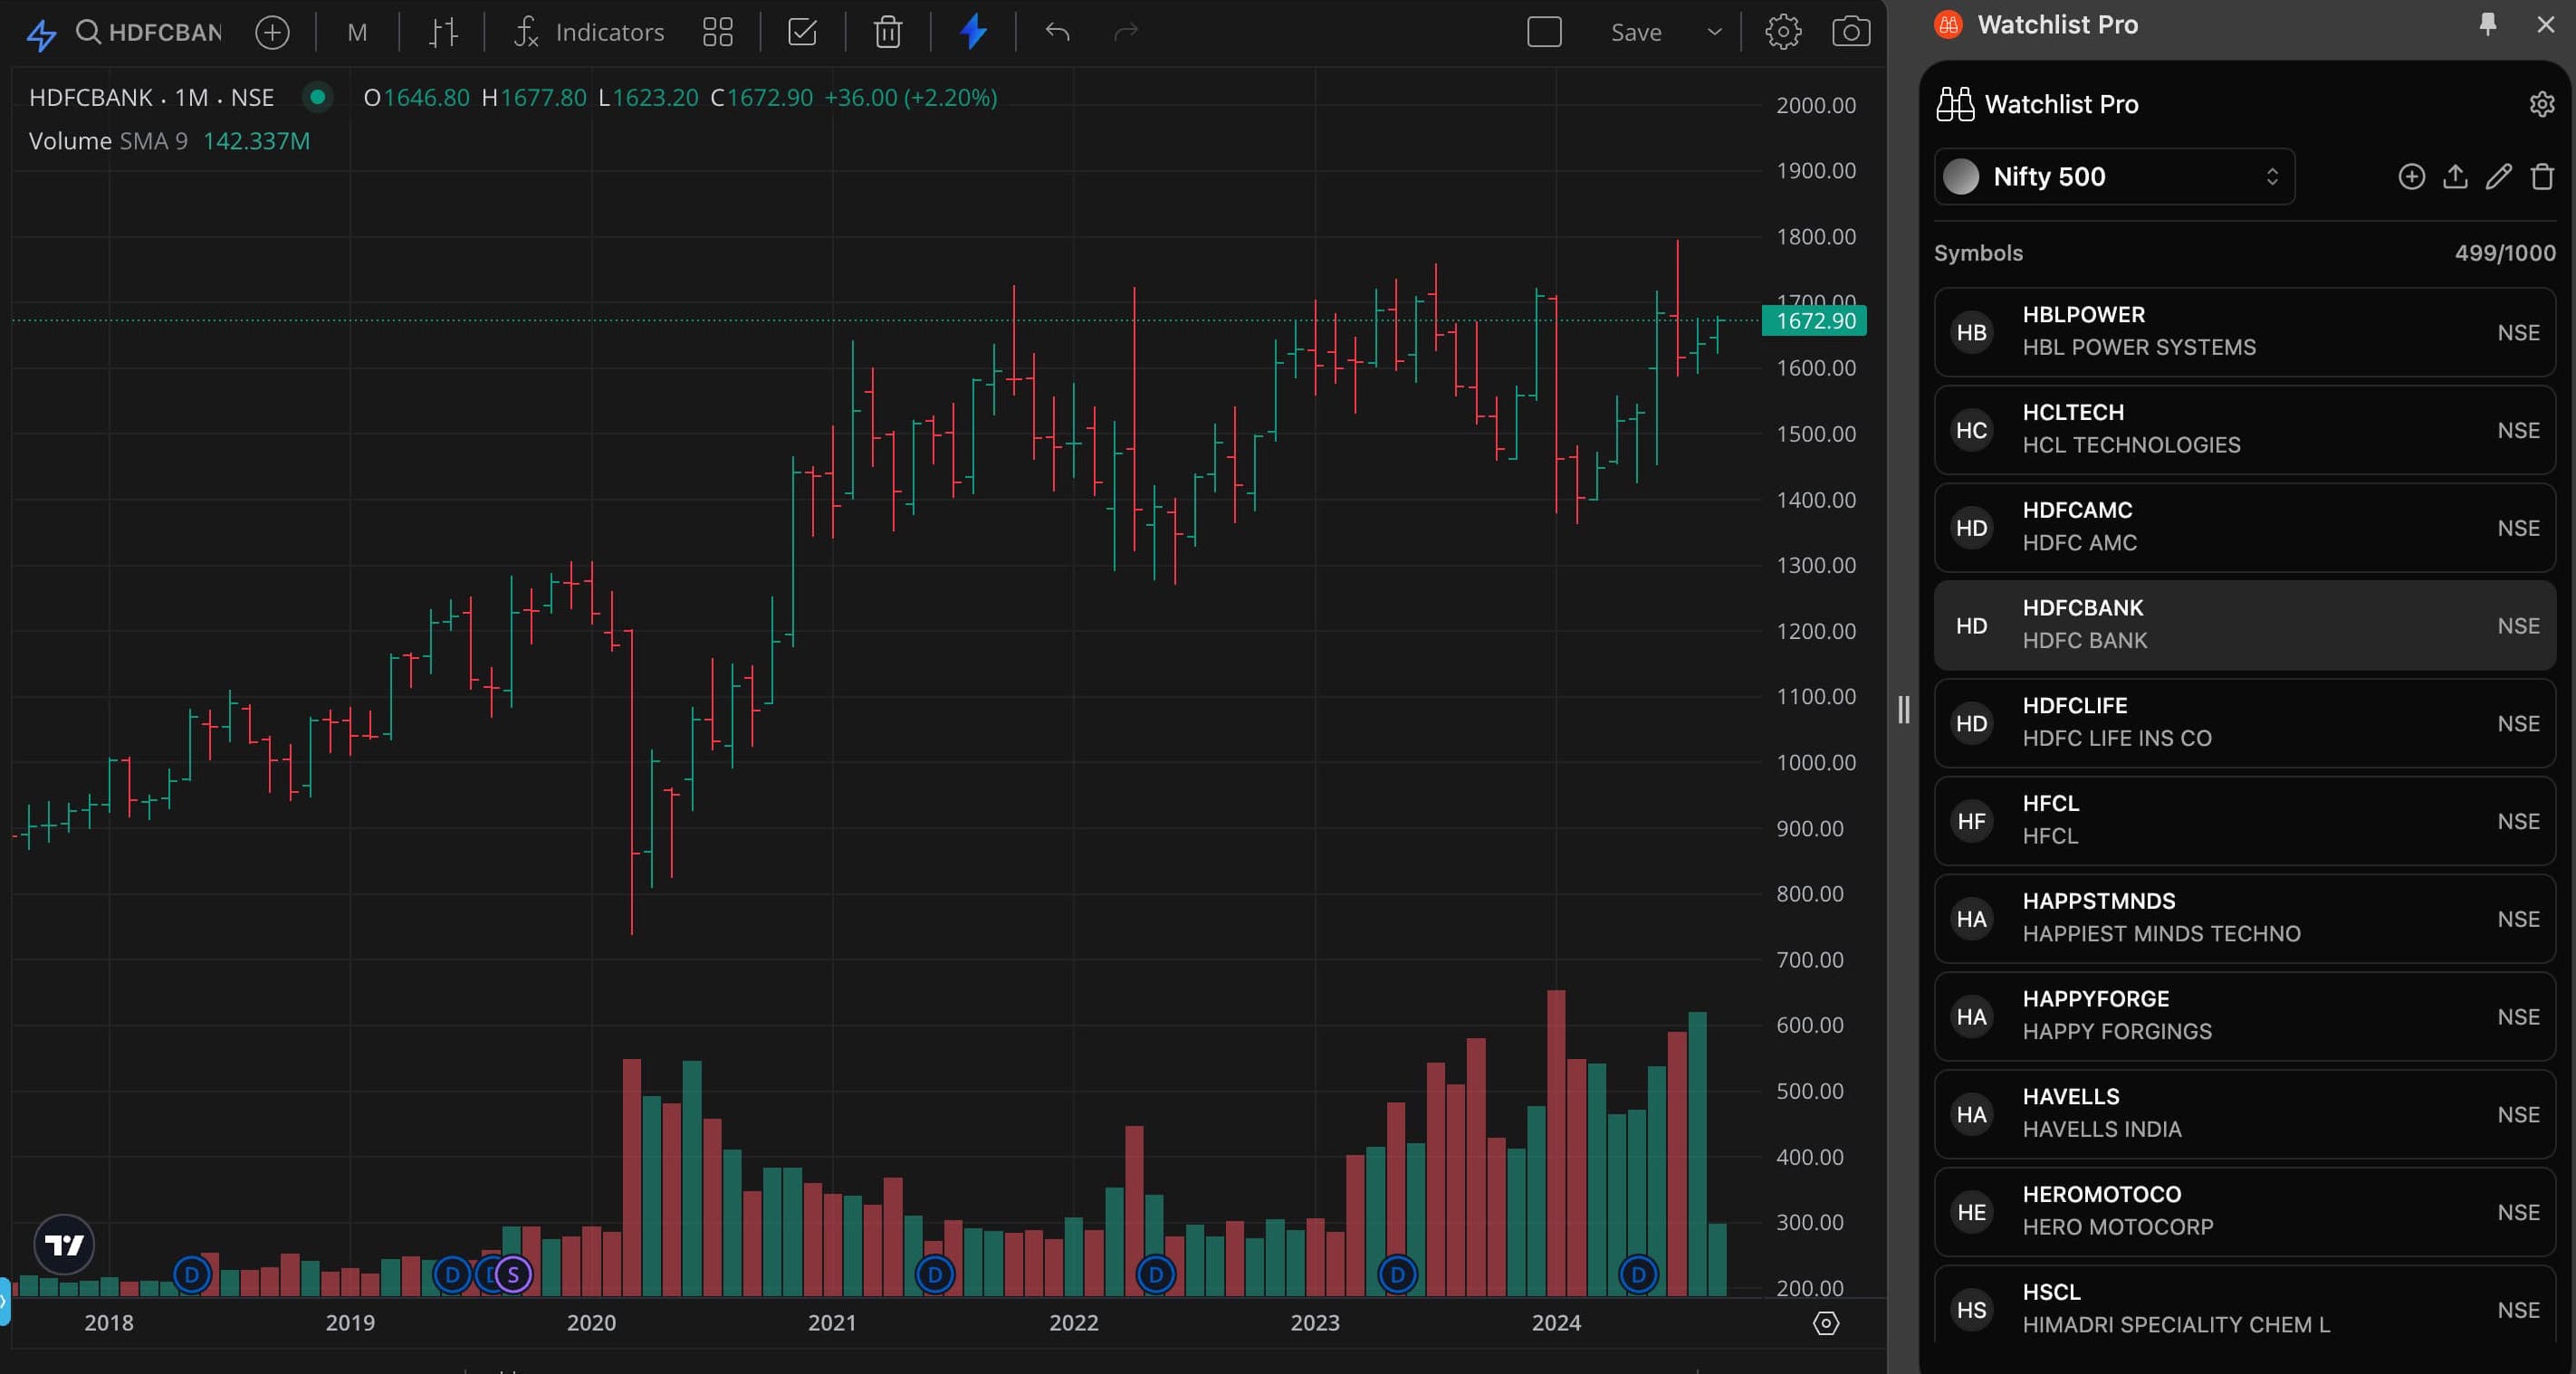 HDFCBAN
M
Indicators
Save
HDFCBANK · 1M · NSE O1646.80 H1677.80 L1623.20 C1672.90 +36.00 (+2.20%)
Volume SMA 9 142.337M
2000.00
1900.00
1800.00
1700.00
1672.90
1600.00
1500.00
1400.00
1300.00
1200.00
1100.00
1000.00
900.00
800.00
700.00
600.00
500.00
400.00
300.00
200.00
D D D S D D D D
2018 2019 2020 2021 2022 2023 2024
Watchlist Pro
Watchlist Pro
Nifty 500
Symbols 499/1000
HB HBLPOWER NSE
HBL POWER SYSTEMS
HC HCLTECH NSE
HCL TECHNOLOGIES
HD HDFCAMC NSE
HDFC AMC
HD HDFCBANK NSE
HDFC BANK
HD HDFCLIFE NSE
HDFC LIFE INS CO
HF HFCL NSE
HFCL
HA HAPPSTMNDS NSE
HAPPIEST MINDS TECHNO
HA HAPPYFORGE NSE
HAPPY FORGINGS
HA HAVELLS NSE
HAVELLS INDIA
HE HEROMOTOCO NSE
HERO MOTOCORP
HS HSCL NSE
HIMADRI SPECIALITY CHEM L